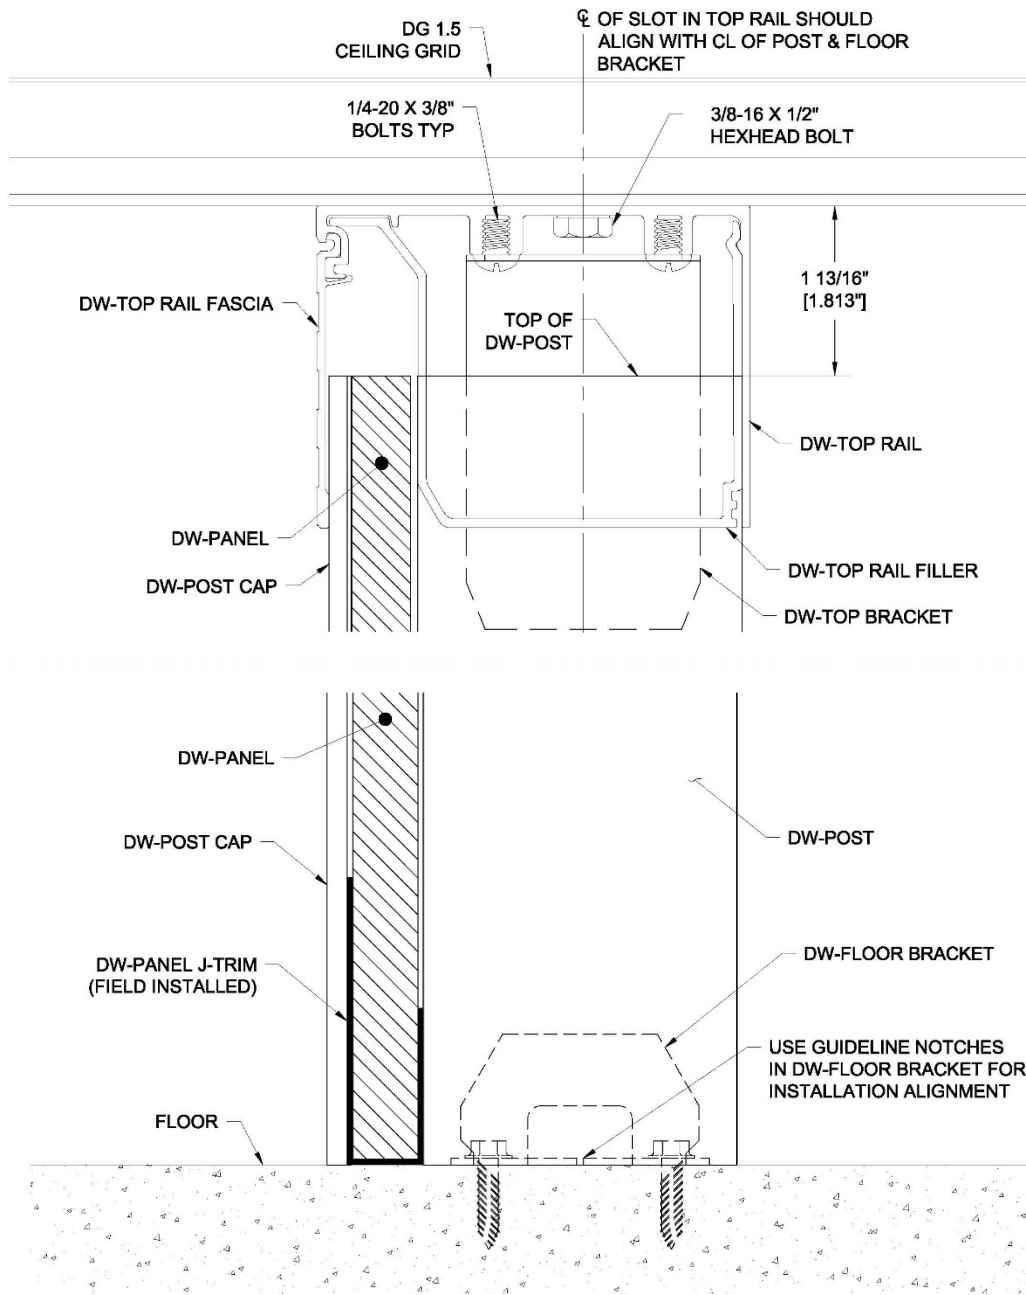 DG 1.5
CEILING GRID
℄ OF SLOT IN TOP RAIL SHOULD
ALIGN WITH CL OF POST & FLOOR
BRACKET
1/4-20 X 3/8"
BOLTS TYP
3/8-16 X 1/2"
HEXHEAD BOLT
1 13/16"
[1.813"]
DW-TOP RAIL FASCIA
TOP OF
DW-POST
DW-TOP RAIL
DW-PANEL
DW-POST CAP
DW-TOP RAIL FILLER
DW-TOP BRACKET
DW-PANEL
DW-POST CAP
DW-POST
DW-PANEL J-TRIM
(FIELD INSTALLED)
DW-FLOOR BRACKET
USE GUIDELINE NOTCHES
IN DW-FLOOR BRACKET FOR
INSTALLATION ALIGNMENT
FLOOR